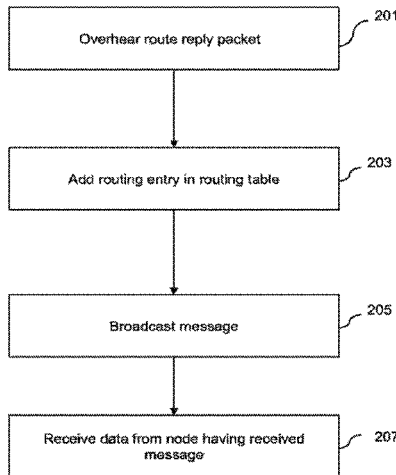 201
Overhear route reply packet
203
Add routing entry in routing table
205
Broadcast message
207
Receive data from node having received
message